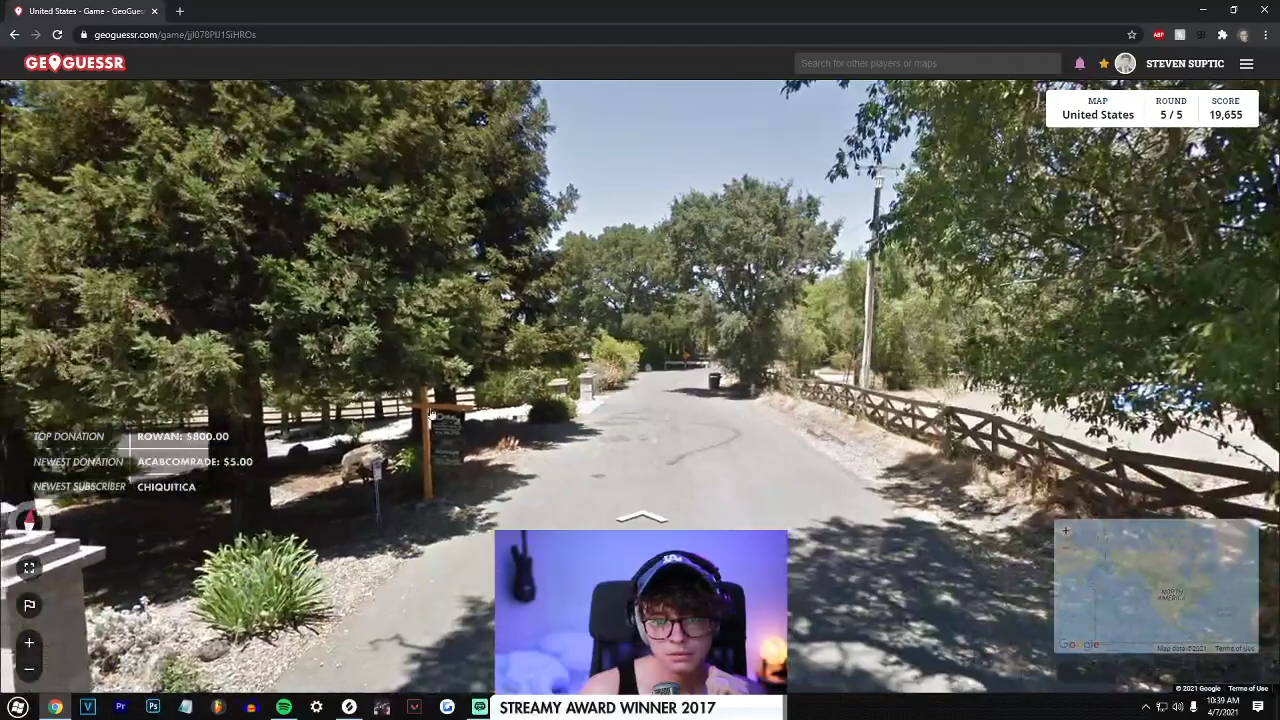 United States - Game - GeoGues
geoguessr.com/game/jjl078PU1SiHROs
ABP
GEOGUESSR
Search for other players or maps
STEVEN SUPTIC
MAP
United States
ROUND
5 / 5
SCORE
19,655
TOP DONATION ROWAN: $800.00
NEWEST DONATION ACABCOMRADE: $5.00
NEWEST SUBSCRIBER CHIQUITICA
NORTH AMERICA
Google
Map data ©2021 Terms of Use
© 2021 Google Terms of Use
STREAMY AWARD WINNER 2017
10:39 AM
4/7/2021